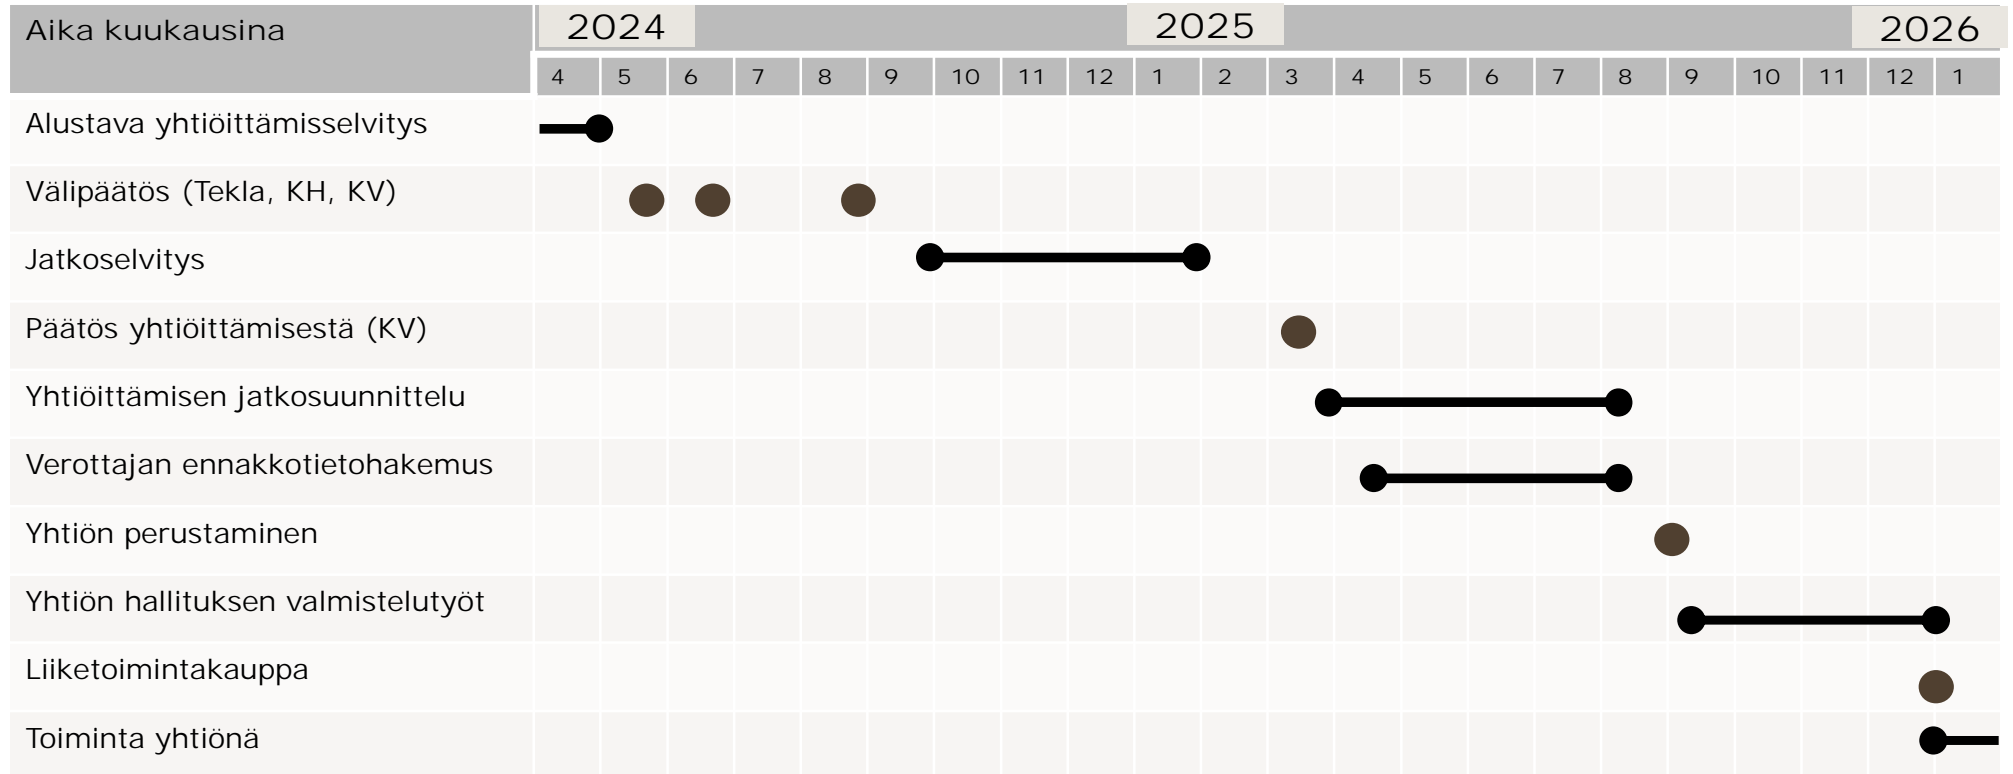 Aika kuukausina 2024 2025 2026
4 5 6 7 8 9 10 11 12 1 2 3 4 5 6 7 8 9 10 11 12 1
Alustava yhtiöittämisselvitys
Välipäätös (Tekla, KH, KV)
Jatkoselvitys
Päätös yhtiöittämisestä (KV)
Yhtiöittämisen jatkosuunnittelu
Verottajan ennakkotietohakemus
Yhtiön perustaminen
Yhtiön hallituksen valmistelutyöt
Liiketoimintakauppa
Toiminta yhtiönä